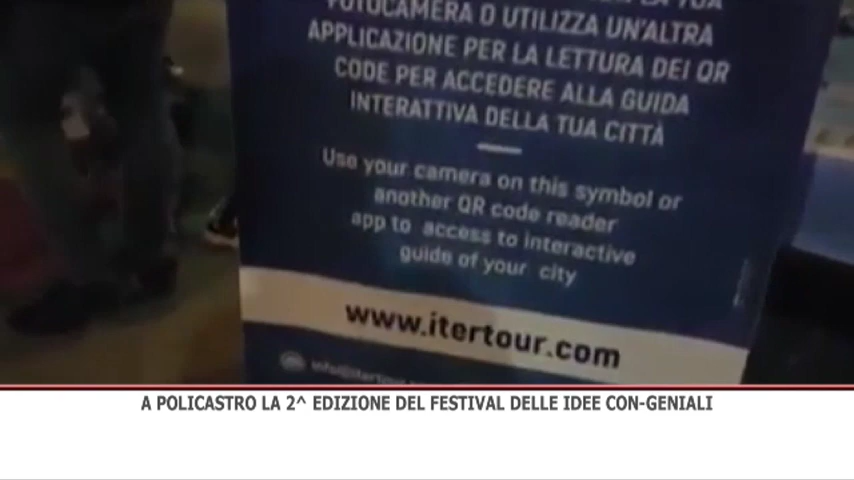 LA TUA
FOTOCAMERA O UTILIZZA UN'ALTRA
APPLICAZIONE PER LA LETTURA DEI QR
CODE PER ACCEDERE ALLA GUIDA
INTERATTIVA DELLA TUA CITTÀ
Use your camera on this symbol or
another QR code reader
app to access to interactive
guide of your city
www.itertour.com
A POLICASTRO LA 2^ EDIZIONE DEL FESTIVAL DELLE IDEE CON-GENIALI